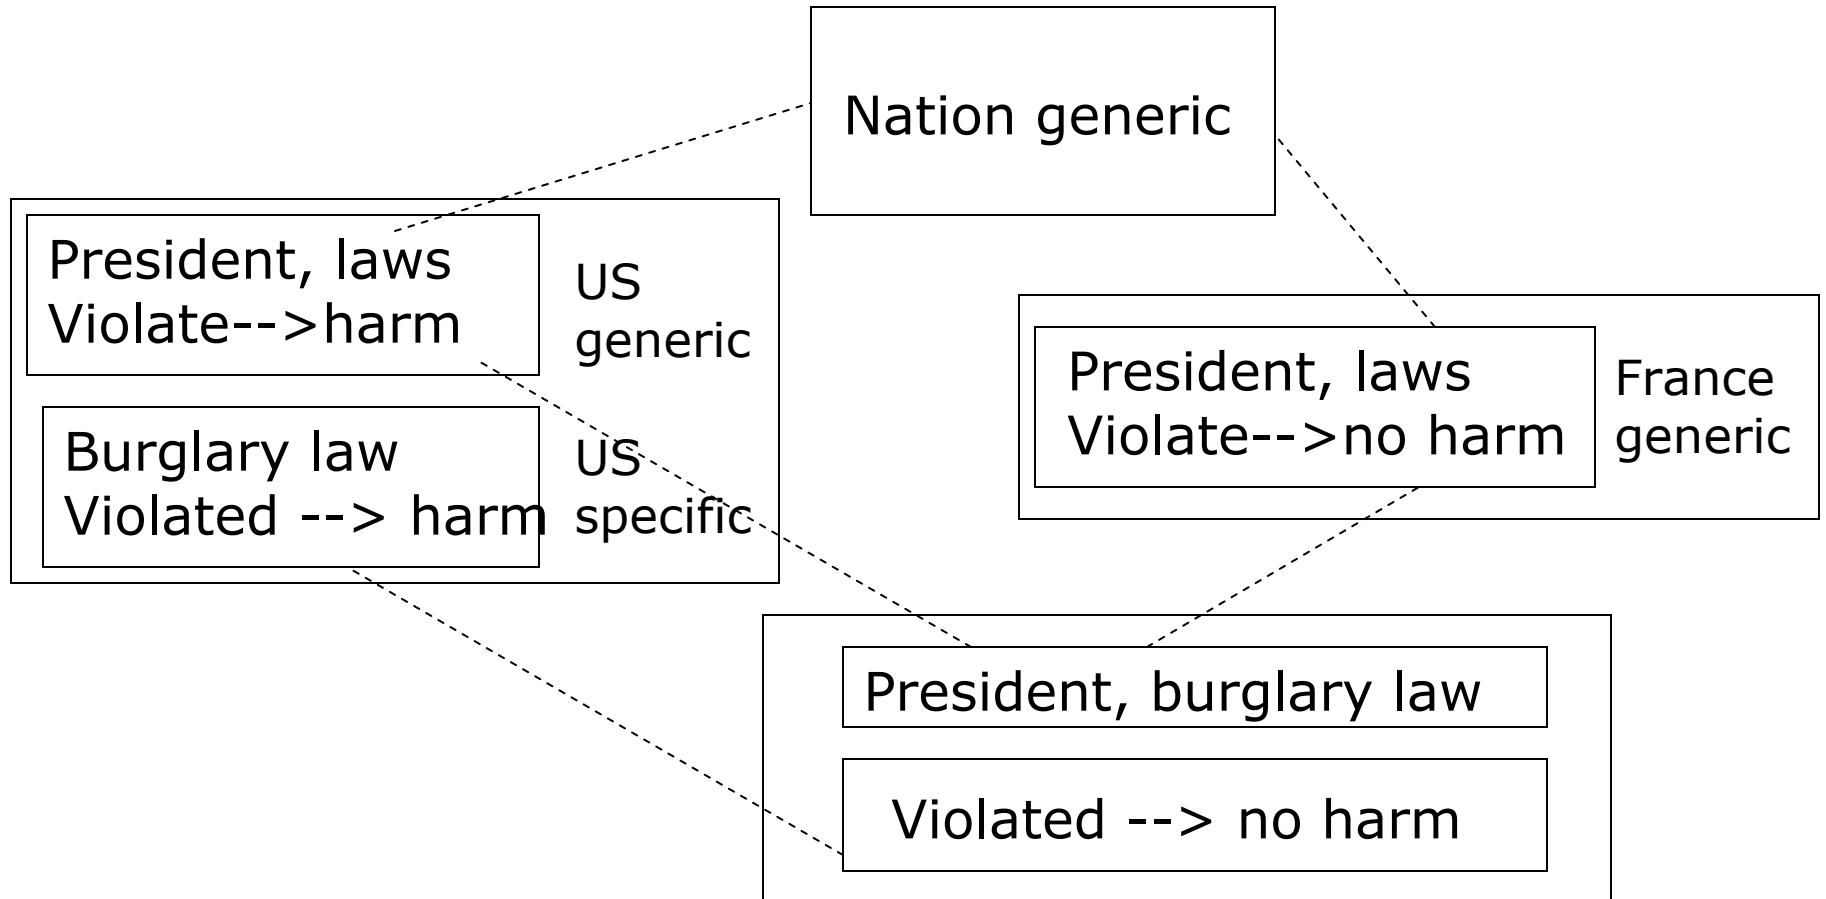 Nation generic
President, laws
Violate-->harm
US
generic
Burglary law
Violated --> harm
US
specific
President, laws
Violate-->no harm
France
generic
President, burglary law
Violated --> no harm